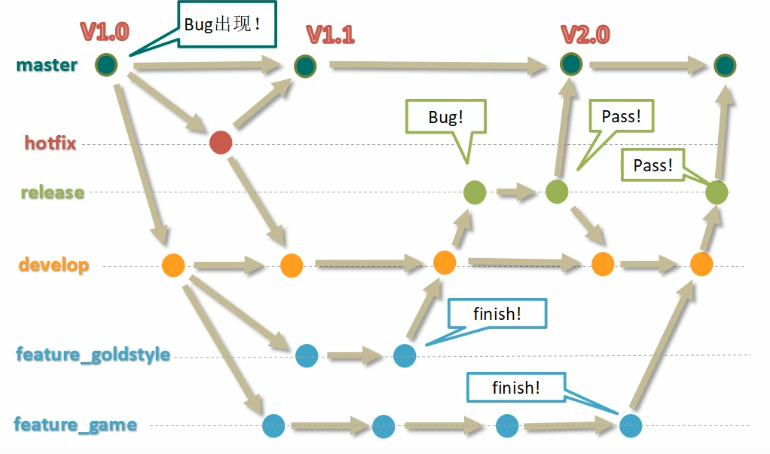 V1.0
Bug出现！
V1.1
V2.0
master
Bug!
Pass!
hotfix
Pass!
release
develop
finish!
feature_goldstyle
finish!
feature_game